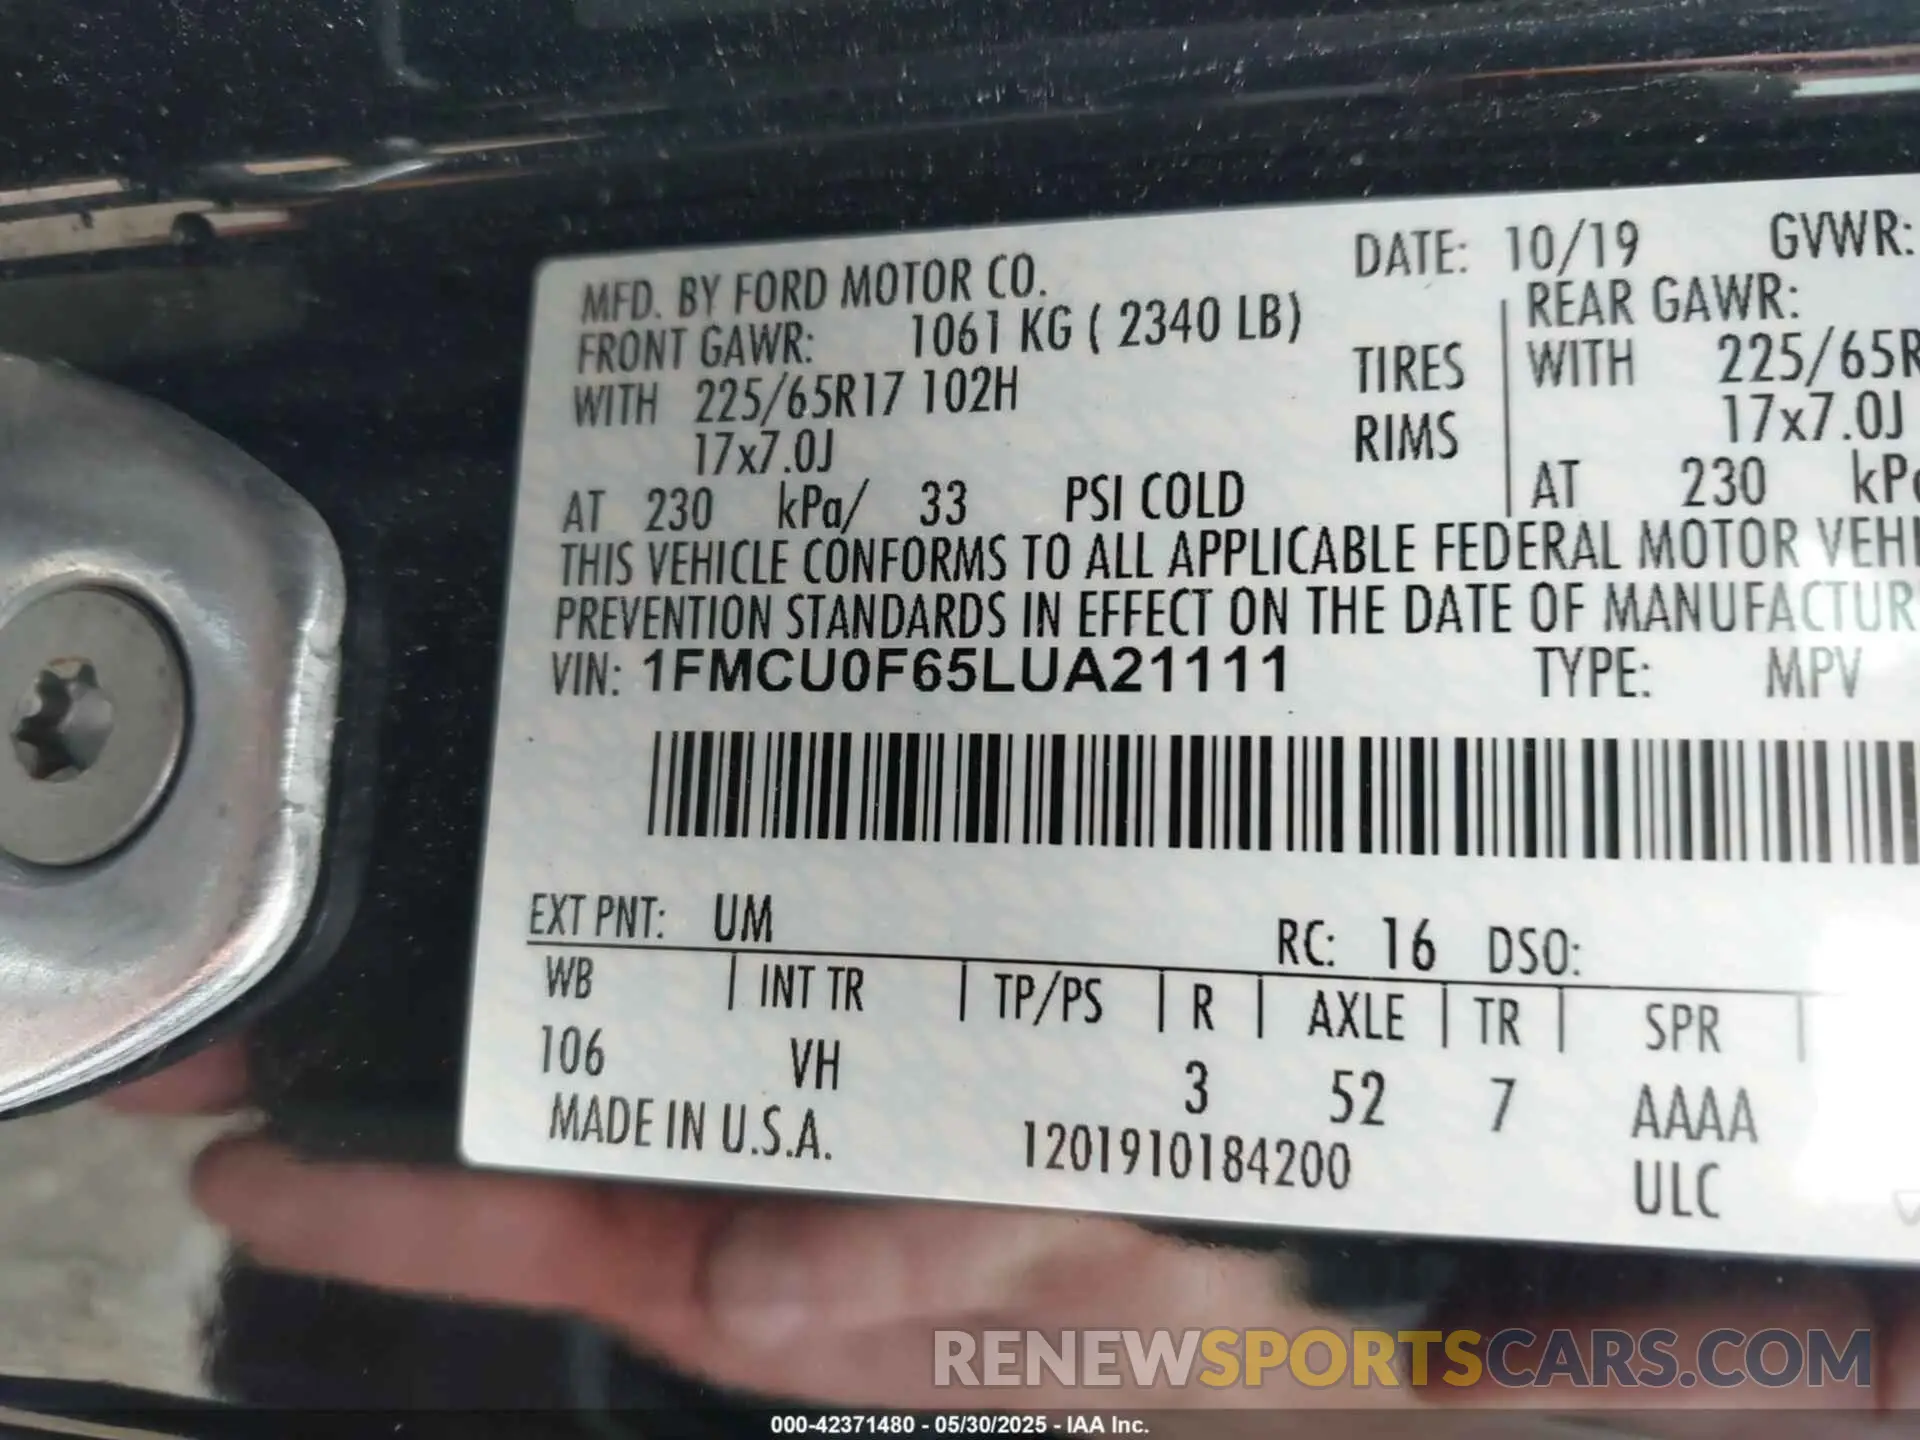 MFD. BY FORD MOTOR CO. DATE: 10/19 GVWR:
FRONT GAWR: 1061 KG ( 2340 LB) REAR GAWR:
WITH 225/65R17 102H TIRES WITH 225/65R
17x7.0J RIMS 17x7.0J
AT 230 kPa/ 33 PSI COLD AT 230 kPa
THIS VEHICLE CONFORMS TO ALL APPLICABLE FEDERAL MOTOR VEHI
PREVENTION STANDARDS IN EFFECT ON THE DATE OF MANUFACTUR
VIN: 1FMCU0F65LUA21111 TYPE: MPV
EXT PNT: UM RC: 16 DSO:
WB | INT TR | TP/PS | R | AXLE | TR | SPR |
106 VH 3 52 7 AAAA
MADE IN U.S.A. 1201910184200 ULC
RENEWSPORTSCARS.COM
000-42371480 - 05/30/2025 - IAA Inc.